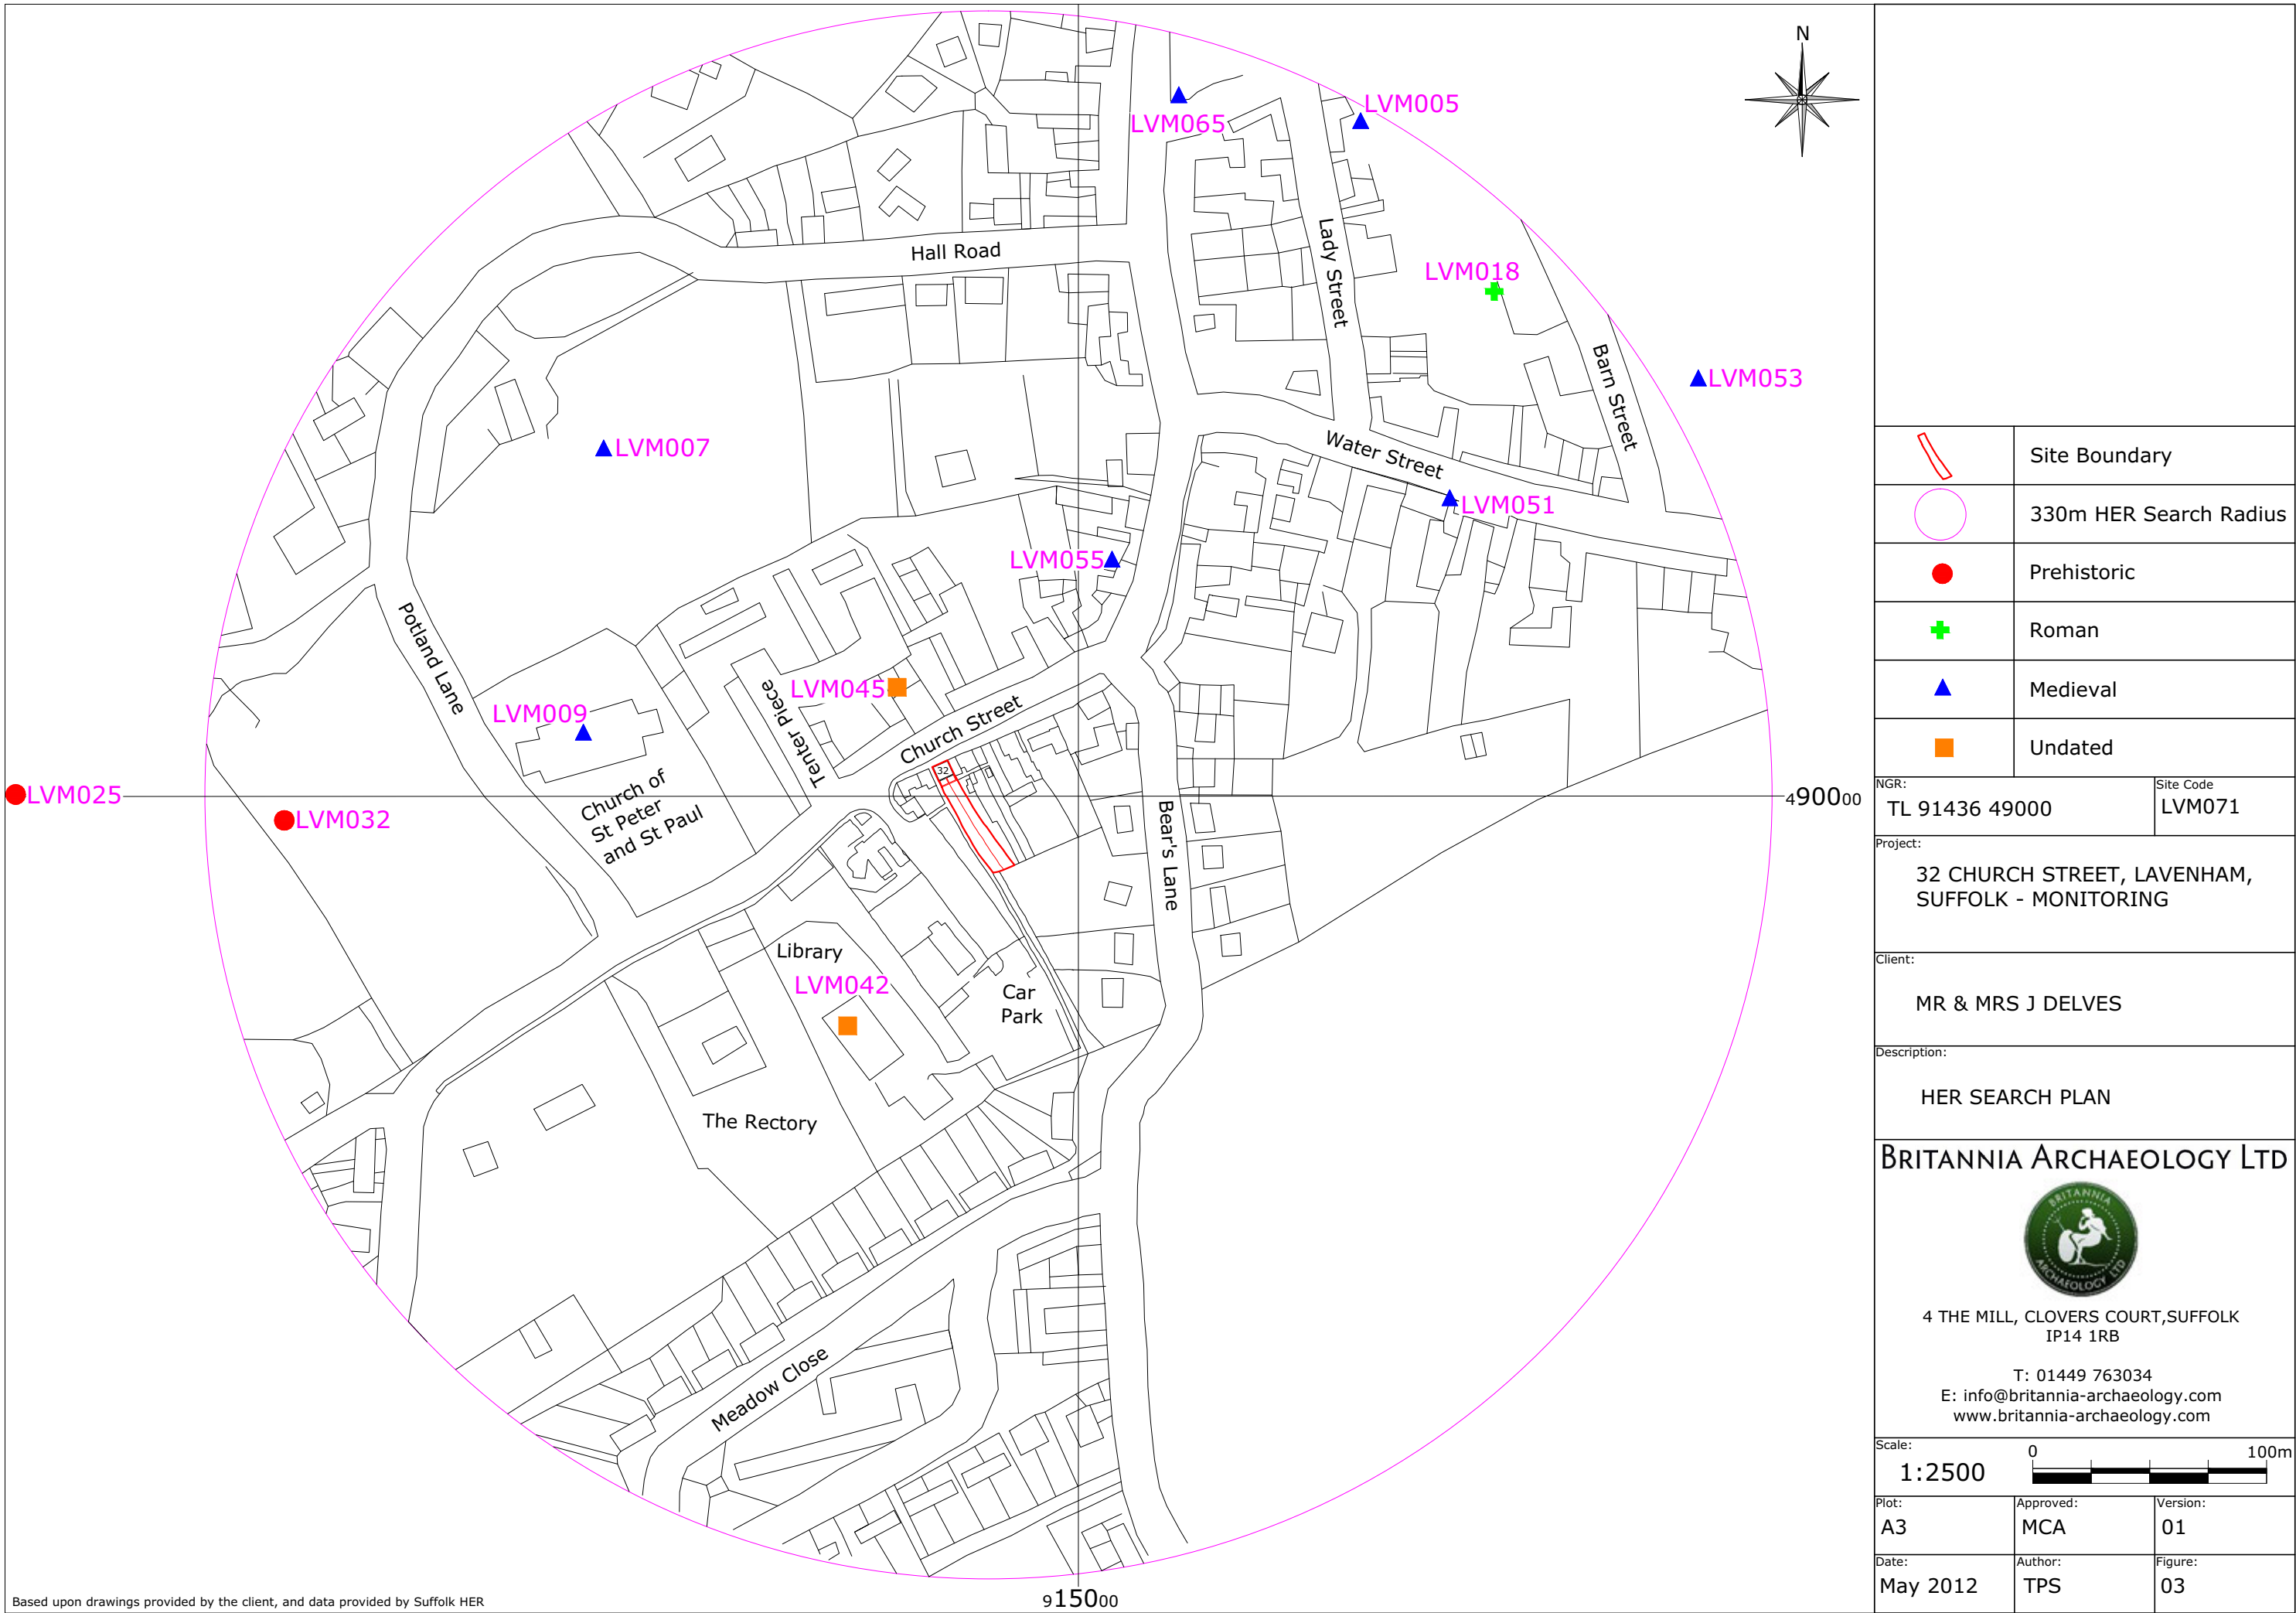 N
LVM005
LVM065
Hall Road
Lady Street
LVM018
Barn Street
LVM053
LVM007
Water Street
LVM051
LVM055
Potland Lane
LVM045
Tenter Piece
LVM009
Church Street
32
Church of
St Peter
and St Paul
LVM025
LVM032
49000
Bear's Lane
Library
LVM042
Car
Park
The Rectory
Meadow Close
91500
Based upon drawings provided by the client, and data provided by Suffolk HER
Site Boundary
330m HER Search Radius
Prehistoric
Roman
Medieval
Undated
NGR:
TL 91436 49000
Site Code
LVM071
Project:
32 CHURCH STREET, LAVENHAM,
SUFFOLK - MONITORING
Client:
MR & MRS J DELVES
Description:
HER SEARCH PLAN
BRITANNIA ARCHAEOLOGY LTD
BRITANNIA
ARCHAEOLOGY LTD
4 THE MILL, CLOVERS COURT,SUFFOLK
IP14 1RB
T: 01449 763034
E: info@britannia-archaeology.com
www.britannia-archaeology.com
Scale:
1:2500
0 100m
Plot:
A3
Approved:
MCA
Version:
01
Date:
May 2012
Author:
TPS
Figure:
03